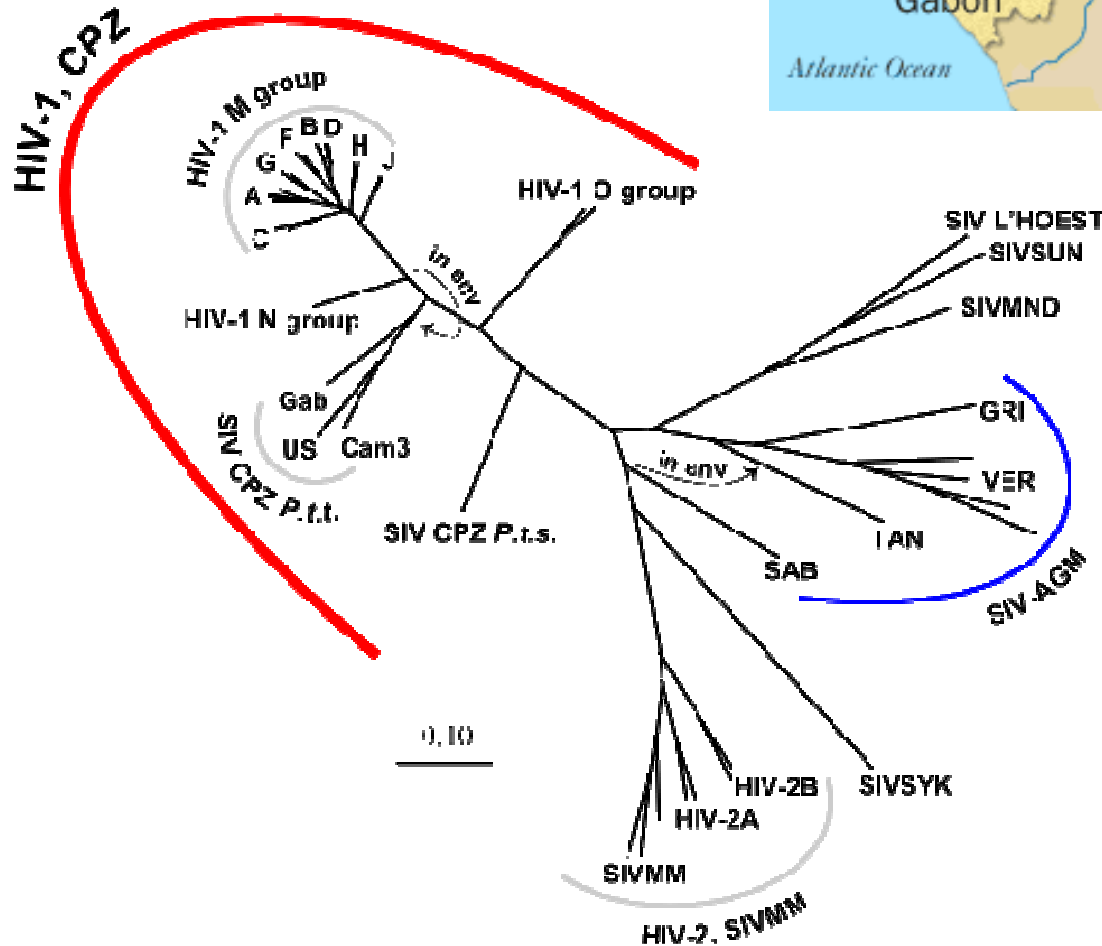 Gabon
Atlantic Ocean
HIV-1, CPZ
HIV-1 M group
F B D H J
G
A
C
HIV-1 O group
in env
HIV-1 N group
SIV L'HOEST
SIVSUN
SIVMND
Gab
US Cam3
SIV CPZ P.t.t.
SIV CPZ P.t.s.
in env
GRI
VER
TAN
SAB
SIV-AGM
0,10
HIV-2B
SIVSYK
HIV-2A
SIVMM
HIV-2, SIVMM